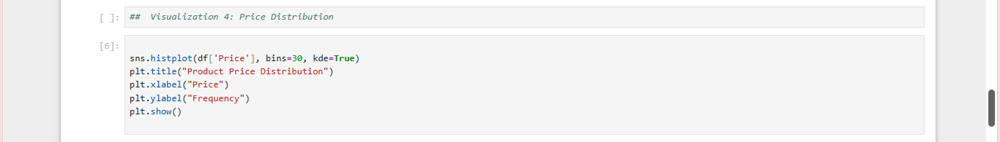 [ ]: ##  Visualization 4: Price Distribution
[6]:
sns.histplot(df['Price'], bins=30, kde=True)
plt.title("Product Price Distribution")
plt.xlabel("Price")
plt.ylabel("Frequency")
plt.show()